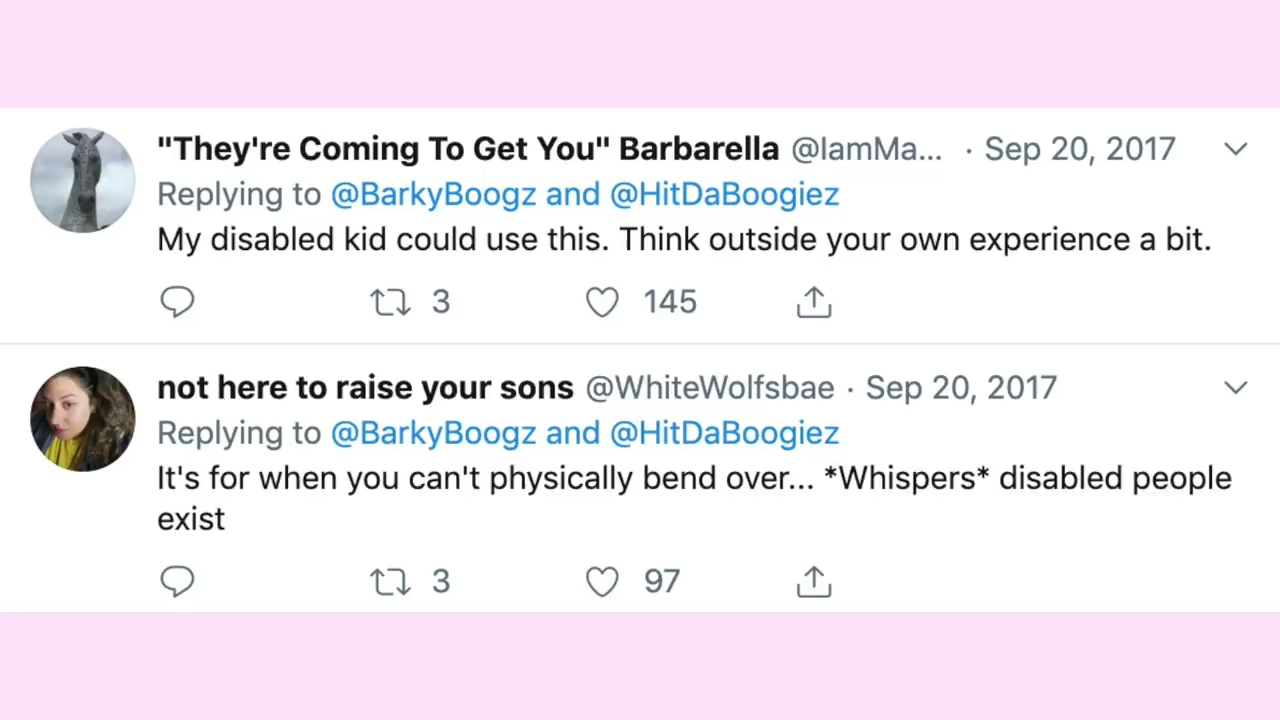 "They're Coming To Get You" Barbarella @IamMa... · Sep 20, 2017
Replying to @BarkyBoogz and @HitDaBoogiez
My disabled kid could use this. Think outside your own experience a bit.
3 145
not here to raise your sons @WhiteWolfsbae · Sep 20, 2017
Replying to @BarkyBoogz and @HitDaBoogiez
It's for when you can't physically bend over... *Whispers* disabled people
exist
3 97